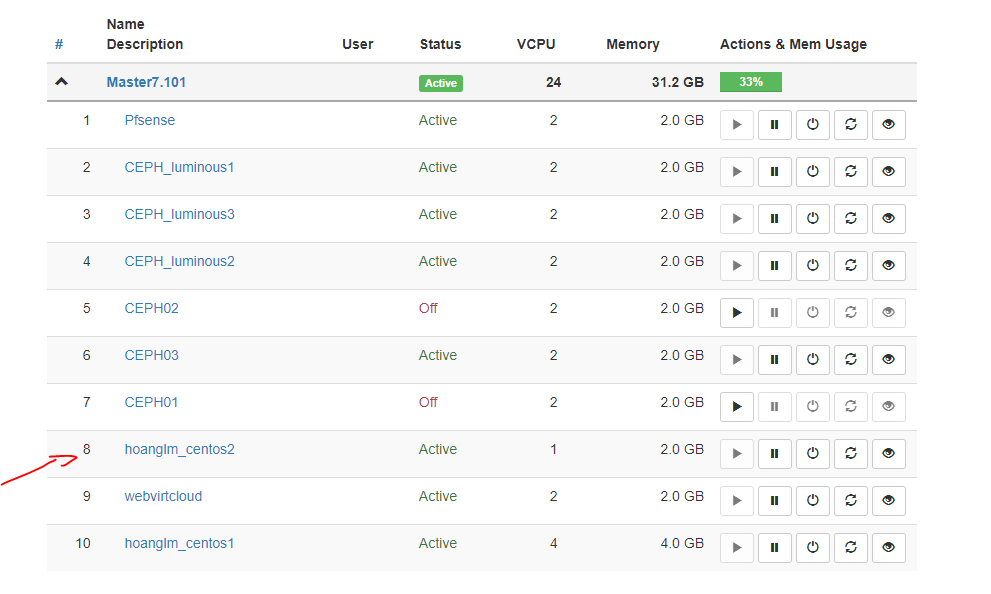 Name
# Description User Status VCPU Memory Actions & Mem Usage
Master7.101 Active 24 31.2 GB 33%
1 Pfsense Active 2 2.0 GB
2 CEPH_luminous1 Active 2 2.0 GB
3 CEPH_luminous3 Active 2 2.0 GB
4 CEPH_luminous2 Active 2 2.0 GB
5 CEPH02 Off 2 2.0 GB
6 CEPH03 Active 2 2.0 GB
7 CEPH01 Off 2 2.0 GB
8 hoanglm_centos2 Active 1 2.0 GB
9 webvirtcloud Active 2 2.0 GB
10 hoanglm_centos1 Active 4 4.0 GB